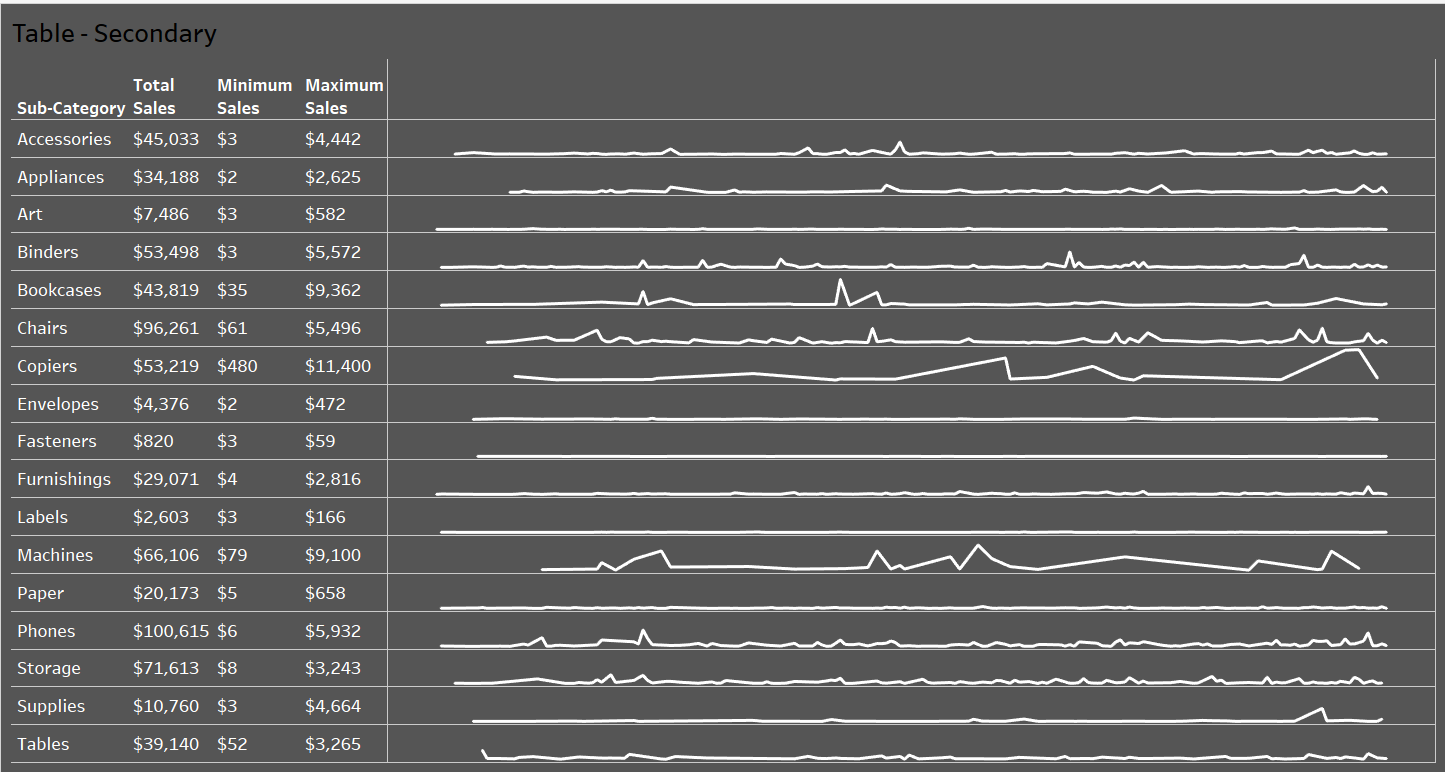 Table - Secondary
Total Minimum Maximum
Sub-Category Sales Sales Sales
Accessories $45,033 $3 $4,442
Appliances $34,188 $2 $2,625
Art $7,486 $3 $582
Binders $53,498 $3 $5,572
Bookcases $43,819 $35 $9,362
Chairs $96,261 $61 $5,496
Copiers $53,219 $480 $11,400
Envelopes $4,376 $2 $472
Fasteners $820 $3 $59
Furnishings $29,071 $4 $2,816
Labels $2,603 $3 $166
Machines $66,106 $79 $9,100
Paper $20,173 $5 $658
Phones $100,615 $6 $5,932
Storage $71,613 $8 $3,243
Supplies $10,760 $3 $4,664
Tables $39,140 $52 $3,265